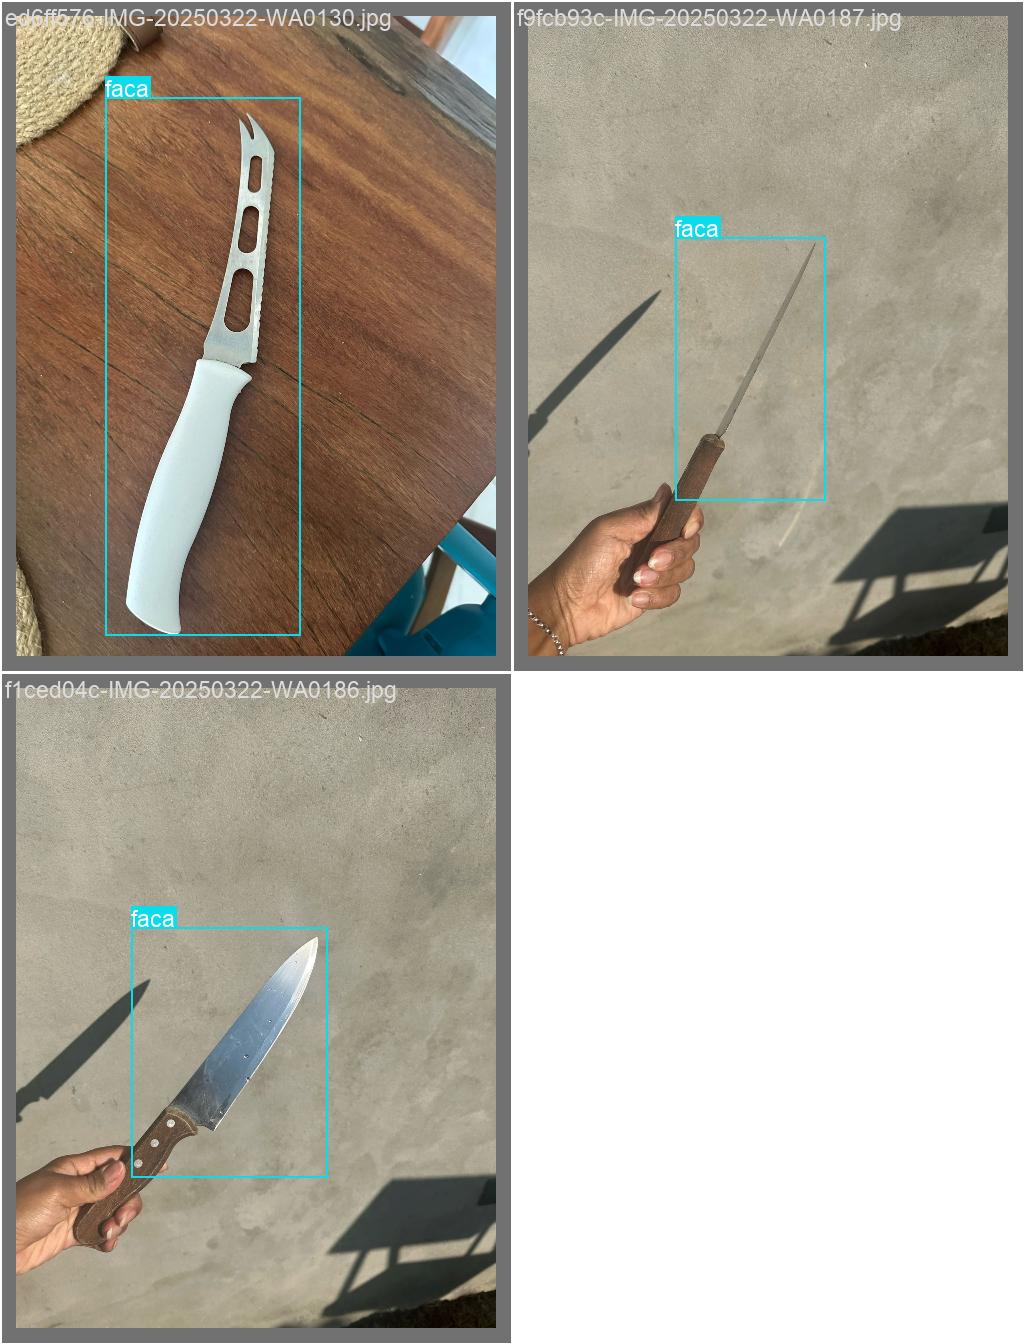 ed6ff576-IMG-20250322-WA0130.jpg
faca
f9fcb93c-IMG-20250322-WA0187.jpg
faca
f1ced04c-IMG-20250322-WA0186.jpg
faca